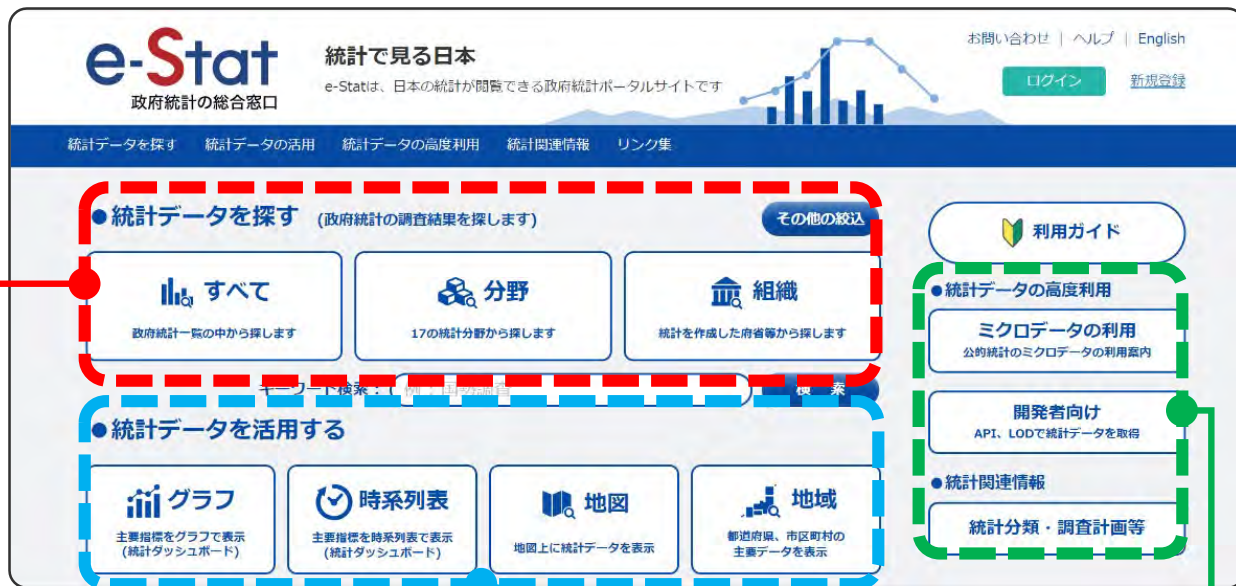 e-Stat
政府統計の総合窓口
統計で見る日本
e-Statは、日本の統計が閲覧できる政府統計ポータルサイトです
お問い合わせ | ヘルプ | English
ログイン 新規登録
統計データを探す 統計データの活用 統計データの高度利用 統計関連情報 リンク集
●統計データを探す (政府統計の調査結果を探します) その他の絞込
すべて
政府統計一覧の中から探します
分野
17の統計分野から探します
組織
統計を作成した府省等から探します
キーワード検索: 例:国勢調査 検 索
●統計データを活用する
グラフ
主要指標をグラフで表示
(統計ダッシュボード)
時系列表
主要指標を時系列表で表示
(統計ダッシュボード)
地図
地図上に統計データを表示
地域
都道府県、市区町村の
主要データを表示
利用ガイド
●統計データの高度利用
ミクロデータの利用
公的統計のミクロデータの利用案内
開発者向け
API、LODで統計データを取得
●統計関連情報
統計分類・調査計画等